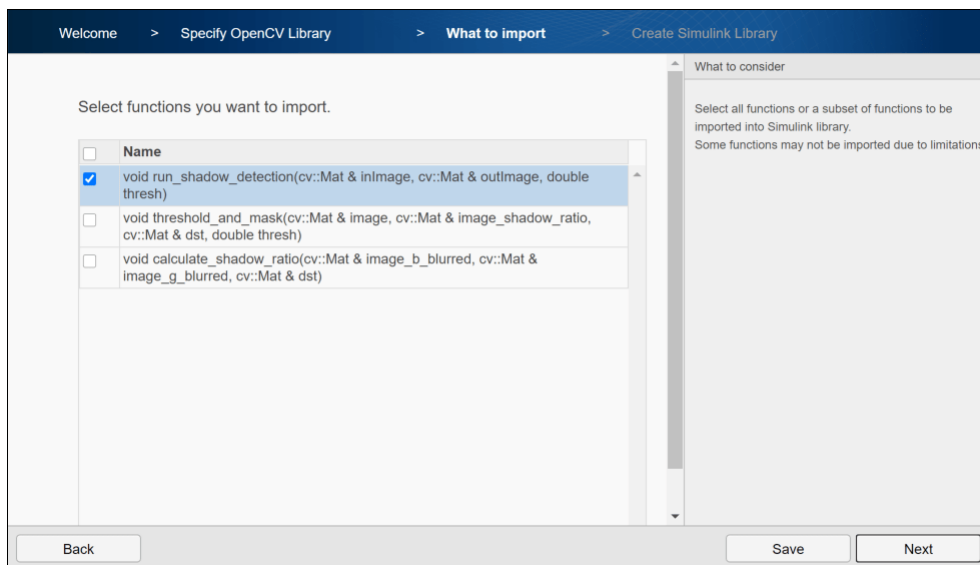 Welcome > Specify OpenCV Library > What to import > Create Simulink Library
What to consider
Select functions you want to import.
Select all functions or a subset of functions to be
imported into Simulink library.
Some functions may not be imported due to limitations
Name
void run_shadow_detection(cv::Mat & inImage, cv::Mat & outImage, double
thresh)
void threshold_and_mask(cv::Mat & image, cv::Mat & image_shadow_ratio,
cv::Mat & dst, double thresh)
void calculate_shadow_ratio(cv::Mat & image_b_blurred, cv::Mat &
image_g_blurred, cv::Mat & dst)
Back Save Next